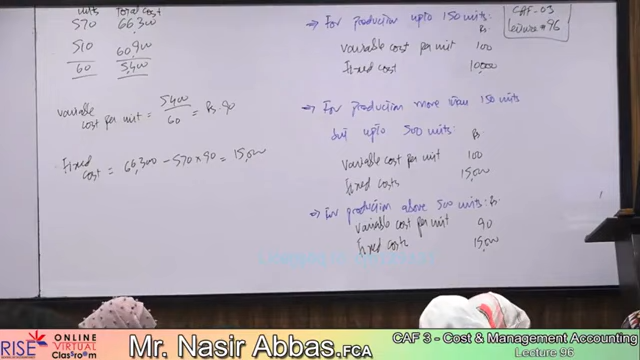 units Total cost
570 66,300
510 60,900
60 5,400
variable cost per unit = 5400 / 60 = Rs. 90
Fixed cost = 66,300 - 570 × 90 = 15,000
CAF-03
Lecture #96
⇒ For production upto 150 units:
Rs
variable cost per unit 100
Fixed cost 10,000
⇒ For production more than 150 units
but upto 500 units:
Rs
variable cost per unit 100
Fixed costs 15,000
⇒ For production above 500 units: Rs.
variable cost per unit 90
Fixed costs 15,000
RISE ONLINE VIRTUAL Classroom
Mr. Nasir Abbas.FCA
CAF 3 - Cost & Management Accounting
Lecture 96